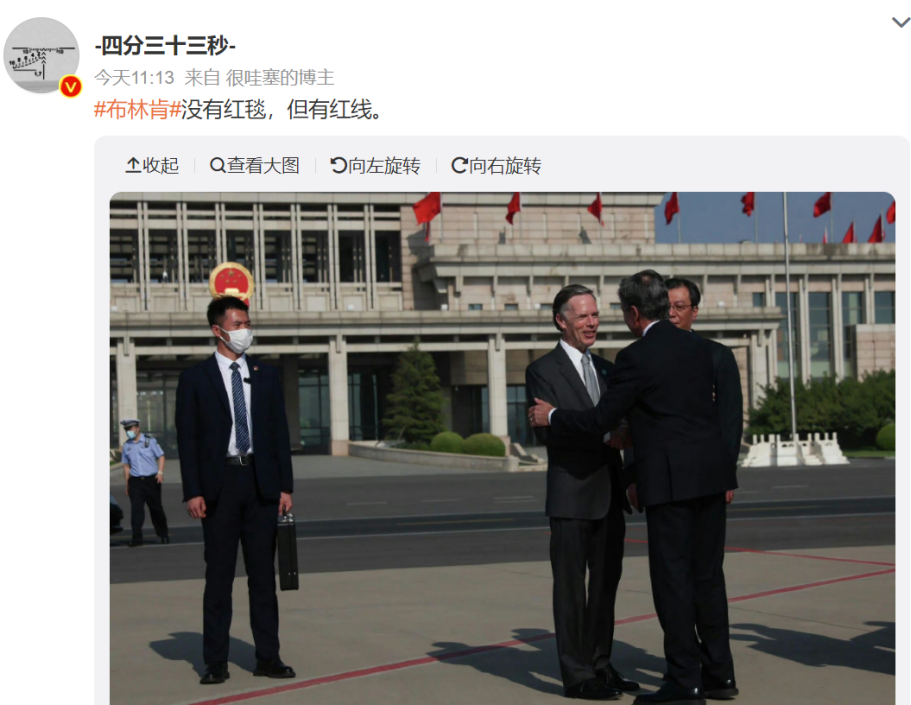 -四分三十三秒-
今天11:13 来自 很哇塞的博主
#布林肯#没有红毯，但有红线。
收起 查看大图 向左旋转 向右旋转